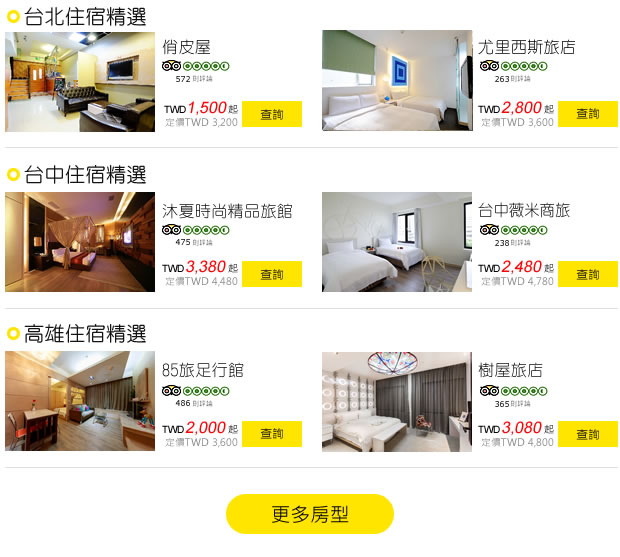 台北住宿精選
俏皮屋
572 則評論
TWD 1,500 起
定價TWD 3,200
查詢
尤里西斯旅店
263 則評論
TWD 2,800 起
定價TWD 3,600
查詢
台中住宿精選
沐夏時尚精品旅館
475 則評論
TWD 3,380 起
定價TWD 4,480
查詢
台中薇米商旅
238 則評論
TWD 2,480 起
定價TWD 4,780
查詢
高雄住宿精選
85旅足行館
486 則評論
TWD 2,000 起
定價TWD 3,600
查詢
樹屋旅店
365 則評論
TWD 3,080 起
定價TWD 4,800
查詢
更多房型